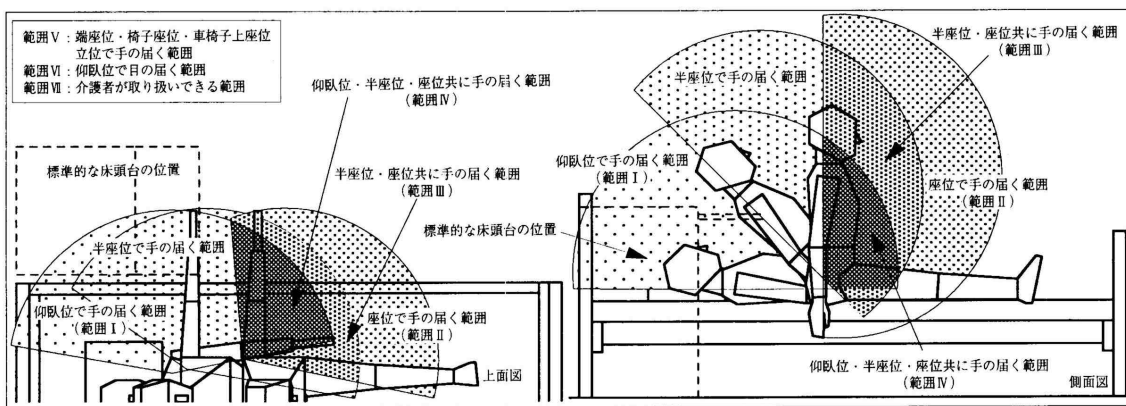 範囲Ⅴ：端座位・椅子座位・車椅子上座位
立位で手の届く範囲
範囲Ⅵ：仰臥位で日の届く範囲
範囲Ⅶ：介護者が取り扱いできる範囲
仰臥位・半座位・座位共に手の届く範囲
(範囲Ⅳ)
標準的な床頭台の位置
半座位・座位共に手の届く範囲
(範囲Ⅲ)
半座位で手の届く範囲
仰臥位で手の届く範囲
(範囲Ⅰ)
座位で手の届く範囲
(範囲Ⅱ)
上面図
半座位・座位共に手の届く範囲
(範囲Ⅲ)
半座位で手の届く範囲
仰臥位で手の届く範囲
(範囲Ⅰ)
座位で手の届く範囲
(範囲Ⅱ)
標準的な床頭台の位置
仰臥位・半座位・座位共に手の届く範囲
(範囲Ⅳ)
側面図